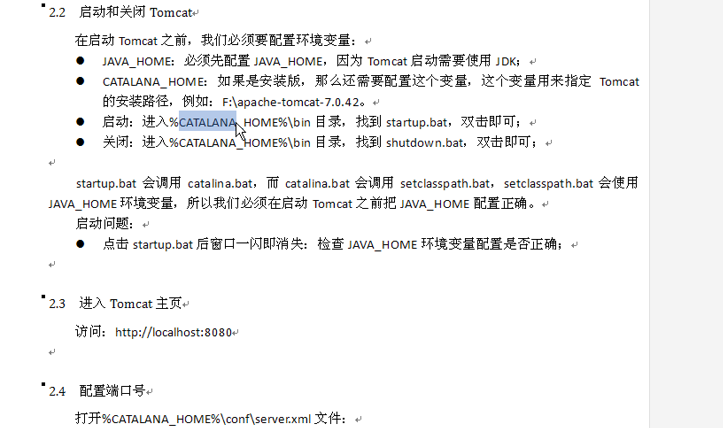 2.2 启动和关闭 Tomcat
在启动 Tomcat 之前，我们必须要配置环境变量：
● JAVA_HOME：必须先配置 JAVA_HOME，因为 Tomcat 启动需要使用 JDK；
● CATALANA_HOME：如果是安装版，那么还需要配置这个变量，这个变量用来指定 Tomcat
的安装路径，例如：F:\apache-tomcat-7.0.42。
● 启动：进入%CATALANA_HOME%\bin 目录，找到 startup.bat，双击即可；
● 关闭：进入%CATALANA_HOME%\bin 目录，找到 shutdown.bat，双击即可；
startup.bat 会调用 catalina.bat，而 catalina.bat 会调用 setclasspath.bat，setclasspath.bat 会使用
JAVA_HOME 环境变量，所以我们必须在启动 Tomcat 之前把 JAVA_HOME 配置正确。
启动问题：
● 点击 startup.bat 后窗口一闪即消失：检查 JAVA_HOME 环境变量配置是否正确；
2.3 进入 Tomcat 主页
访问：http://localhost:8080
2.4 配置端口号
打开%CATALANA_HOME%\conf\server.xml 文件：